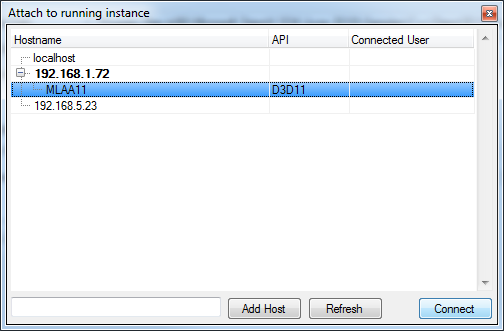 Attach to running instance
Hostname API Connected User
localhost
192.168.1.72
MLAA11 D3D11
192.168.5.23
Add Host Refresh Connect